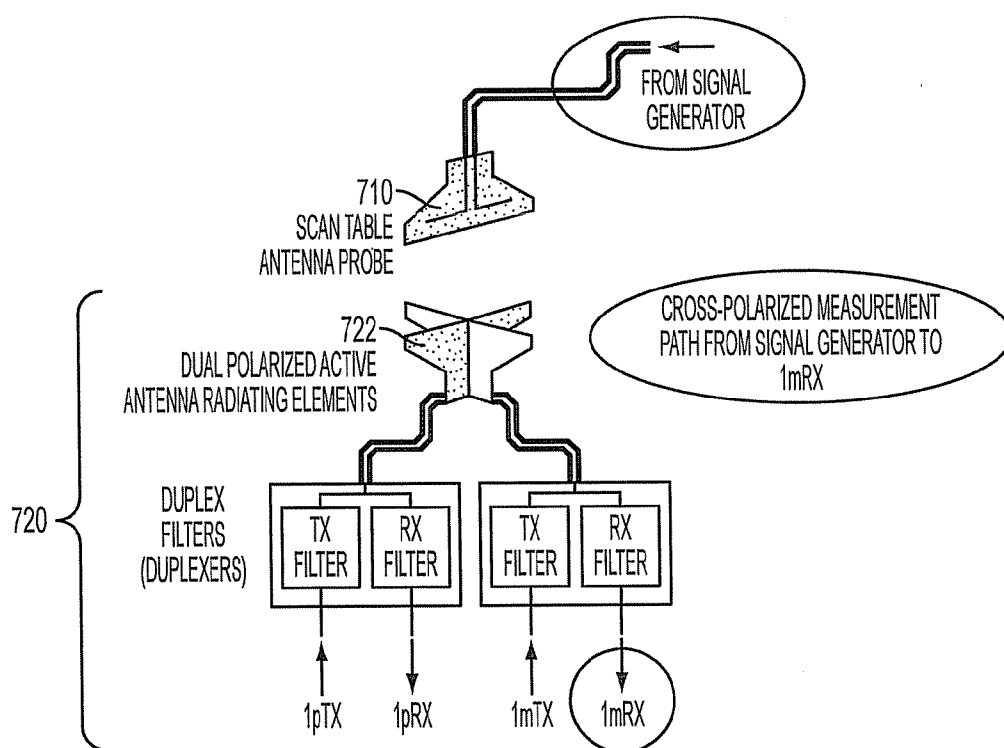 FROM SIGNAL
GENERATOR
710
SCAN TABLE
ANTENNA PROBE
722
DUAL POLARIZED ACTIVE
ANTENNA RADIATING ELEMENTS
CROSS-POLARIZED MEASUREMENT
PATH FROM SIGNAL GENERATOR TO
1mRX
720
DUPLEX
FILTERS
(DUPLEXERS)
TX
FILTER
RX
FILTER
TX
FILTER
RX
FILTER
1pTX
1pRX
1mTX
1mRX